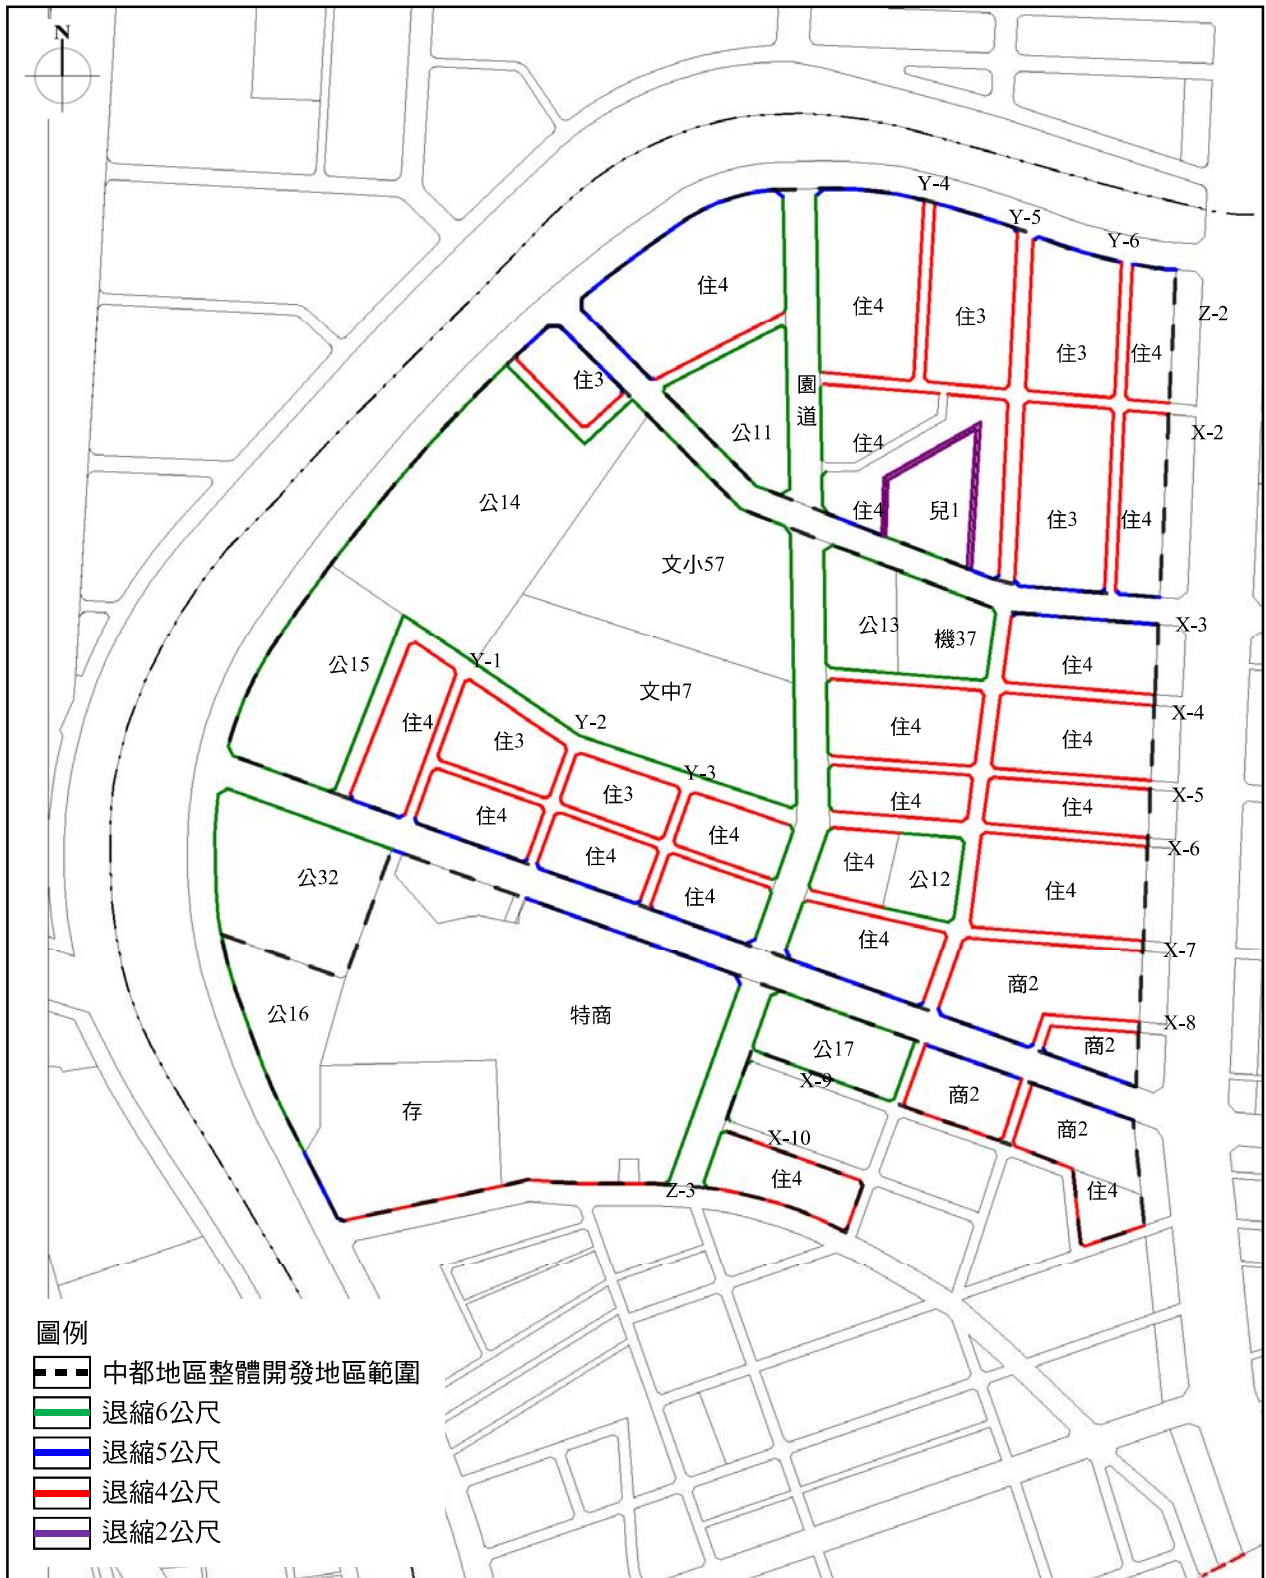 N
Y-4
Y-5
Y-6
Z-2
住4
住4
住3
住3
住4
住3
園道
X-2
公11
住4
公14
住4
兒1
住3
住4
文小57
公13
機37
X-3
公15
Y-1
住4
文中7
X-4
住4
住3
Y-2
住4
住4
Y-3
X-5
住3
住4
住4
住4
住4
X-6
住4
住4
公32
公12
住4
住4
住4
X-7
商2
公16
特商
X-8
商2
公17
X-9
商2
存
商2
X-10
住4
Z-3
住4
圖例
中都地區整體開發地區範圍
退縮6公尺
退縮5公尺
退縮4公尺
退縮2公尺